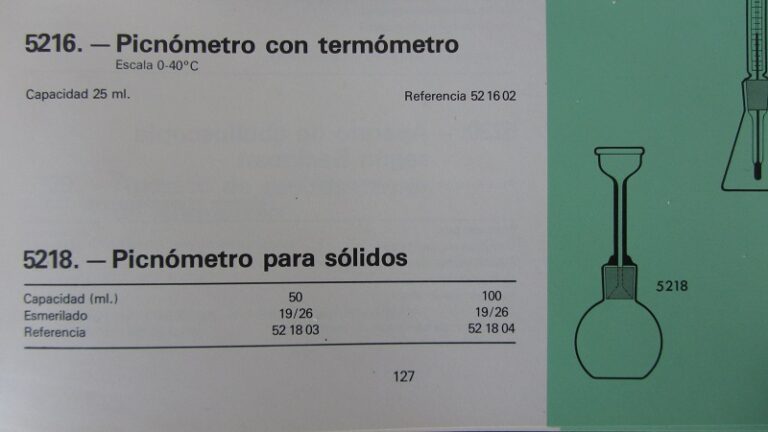 5216. — Picnómetro con termómetro
Escala 0-40°C
Capacidad 25 ml.
Referencia 52 16 02
5218. — Picnómetro para sólidos
Capacidad (ml.) 50 100
Esmerilado 19/26 19/26
Referencia 52 18 03 52 18 04
127
5218